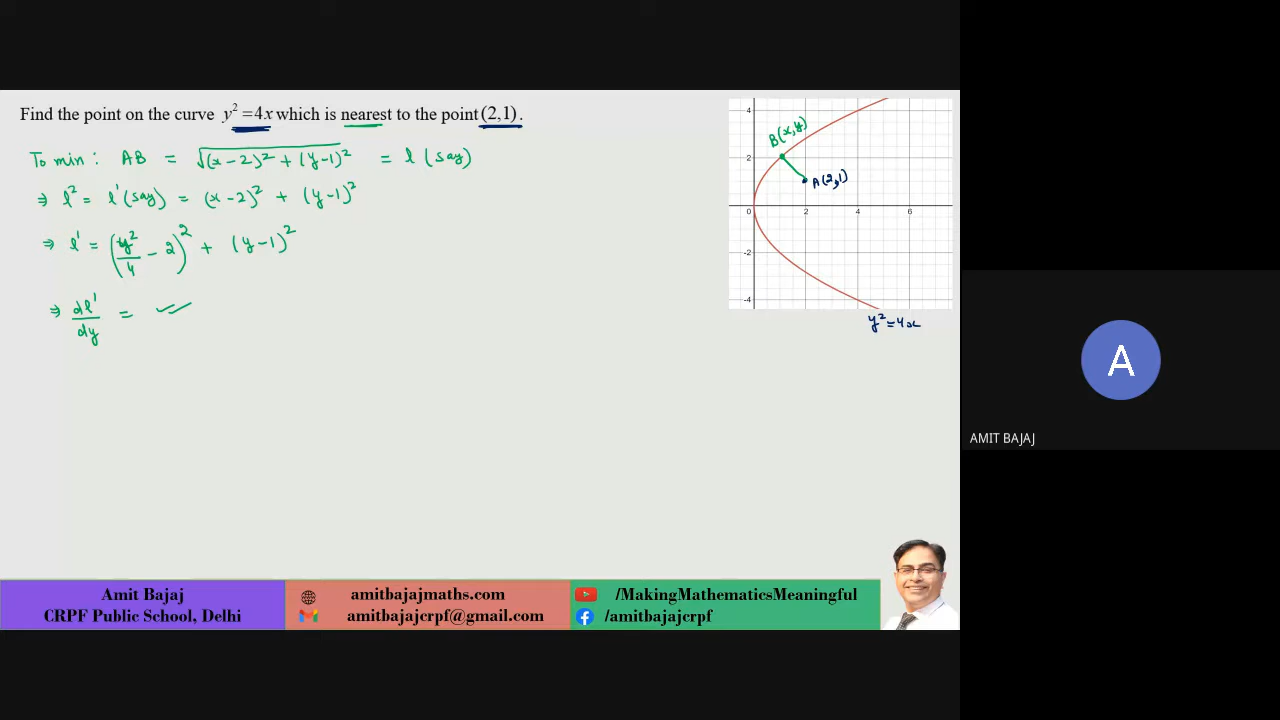 Find the point on the curve y² = 4x which is nearest to the point (2,1).
To min: AB = √(x-2)² + (y-1)² = l (say)
⇒ l² = l' (say) = (x-2)² + (y-1)²
⇒ l' = (y²/4 - 2)² + (y-1)²
⇒ dl'/dy =
4
B(x,y)
2
A(2,1)
0 2 4 6
-2
-4
y² = 4x
A
AMIT BAJAJ
Amit Bajaj
CRPF Public School, Delhi
amitbajajmaths.com
amitbajajcrpf@gmail.com
/MakingMathematicsMeaningful
/amitbajajcrpf